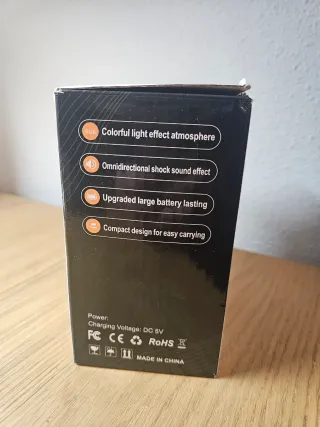 Colorful light effect atmosphere
Omnidirectional shock sound effect
Upgraded large battery lasting
Compact design for easy carrying
Power:
Charging Voltage: DC 5V
FC CE RoHS
MADE IN CHINA